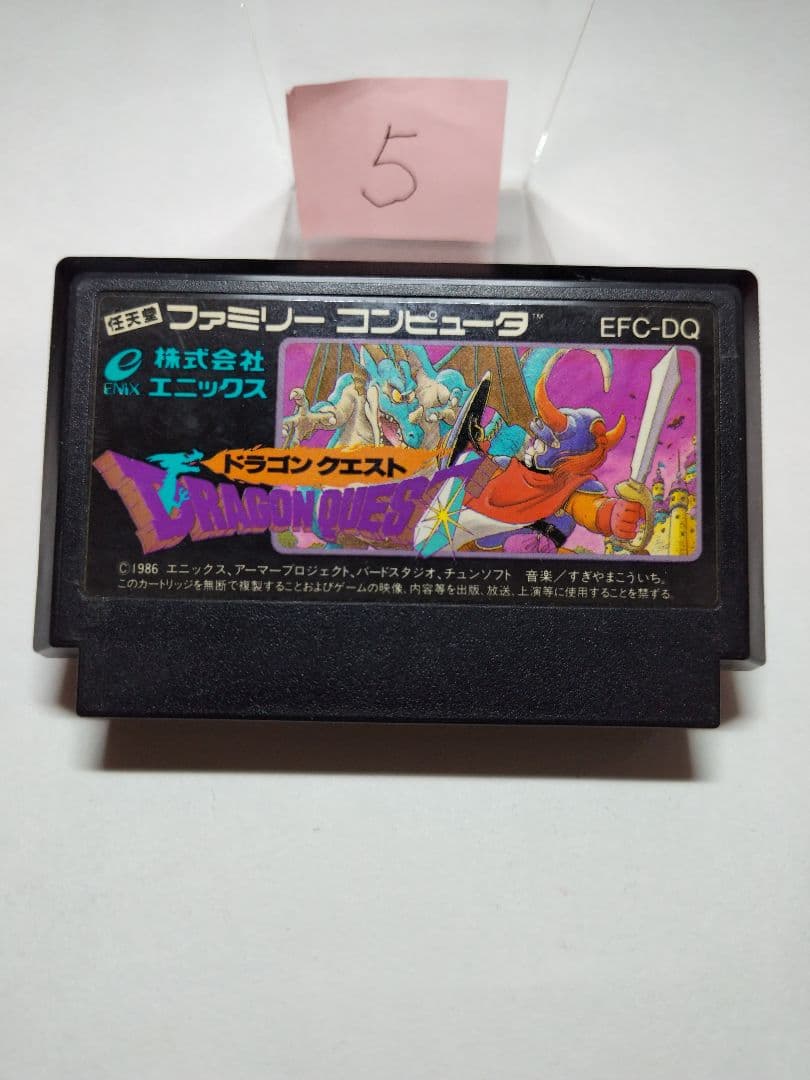 5
任天堂 ファミリー コンピュータ™ EFC-DQ
株式会社
ENIX エニックス
ドラゴン クエスト
DRAGON QUEST
©1986 エニックス、アーマープロジェクト、バードスタジオ、チュンソフト 音楽/すぎやまこういち。
このカートリッジを無断で複製することおよびゲームの映像、内容等を出版、放送、上演等に使用することを禁ずる。